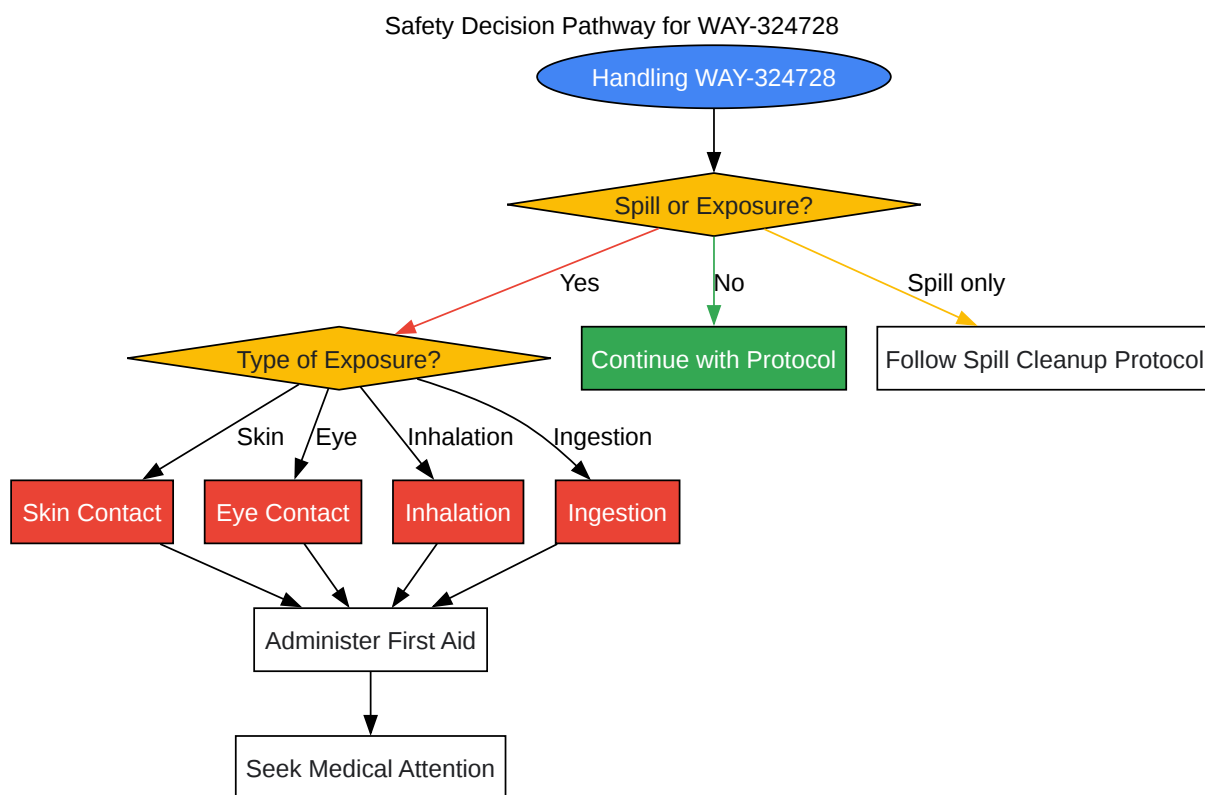 Safety Decision Pathway for WAY-324728
Handling WAY-324728
Spill or Exposure?
Yes
No
Spill only
Type of Exposure?
Continue with Protocol
Follow Spill Cleanup Protocol
Skin
Eye
Inhalation
Ingestion
Skin Contact
Eye Contact
Inhalation
Ingestion
Administer First Aid
Seek Medical Attention